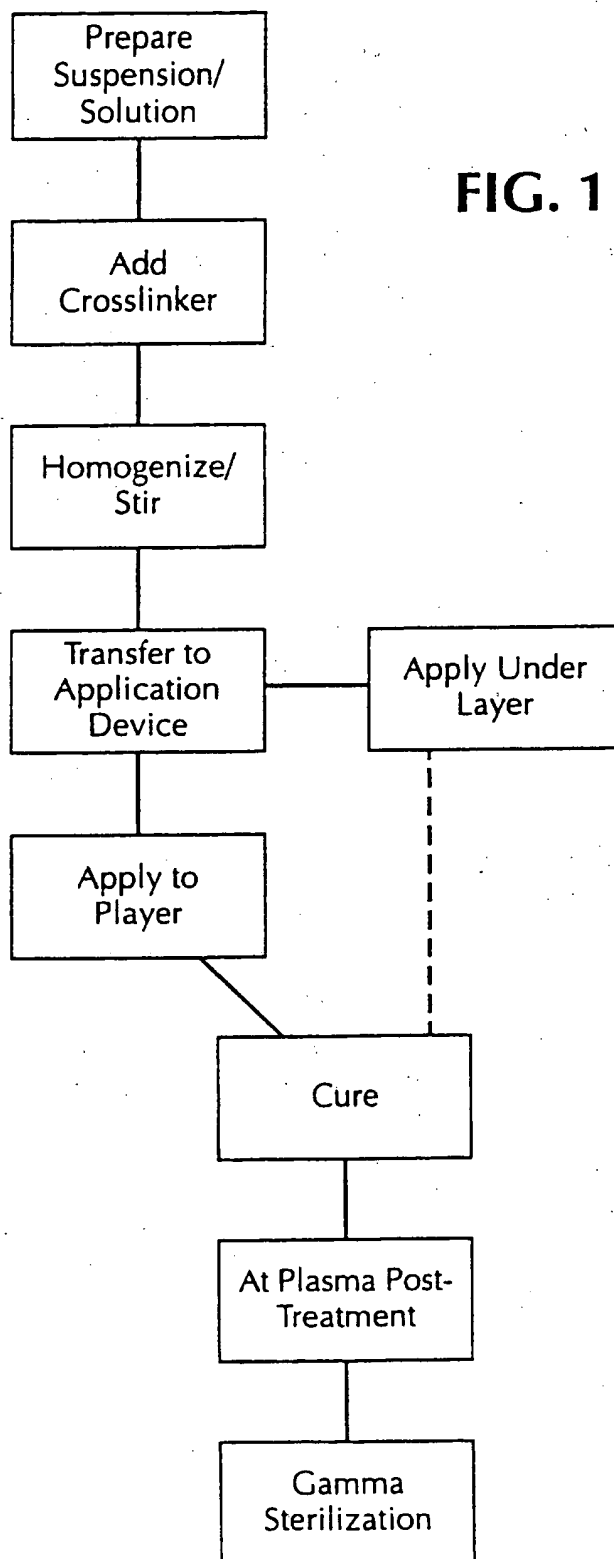 Prepare
Suspension/
Solution
FIG. 1
Add
Crosslinker
Homogenize/
Stir
Transfer to
Application
Device
Apply Under
Layer
Apply to
Player
Cure
At Plasma Post-
Treatment
Gamma
Sterilization